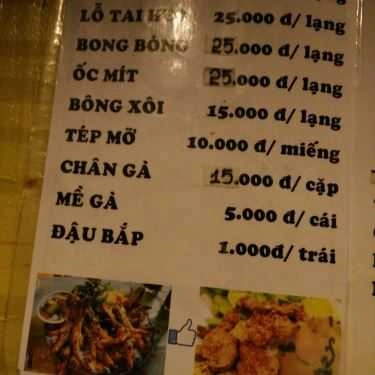 LỖ TAI 25.000 đ/ lạng
BONG BÓNG 25.000 đ/ lạng
ỐC MÍT 25.000 đ/ lạng
BÔNG XÔI 15.000 đ/ lạng
TÉP MỠ 10.000 đ/ miếng
CHÂN GÀ 15.000 đ/ cặp
MỀ GÀ 5.000 đ/ cái
ĐẬU BẮP 1.000đ/ trái